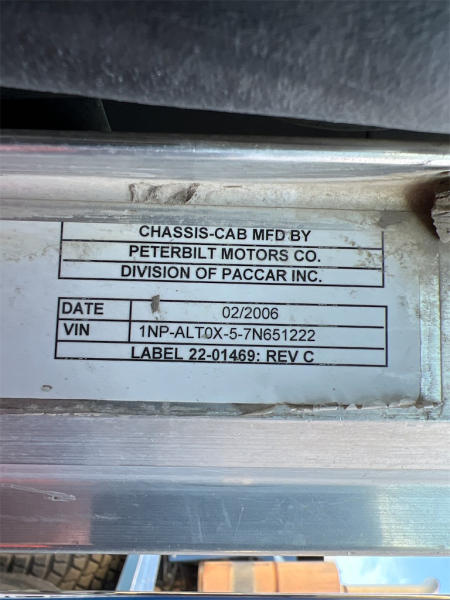 CHASSIS-CAB MFD BY
PETERBILT MOTORS CO.
DIVISION OF PACCAR INC.
DATE 02/2006
VIN 1NP-ALT0X-5-7N651222
LABEL 22-01469: REV C